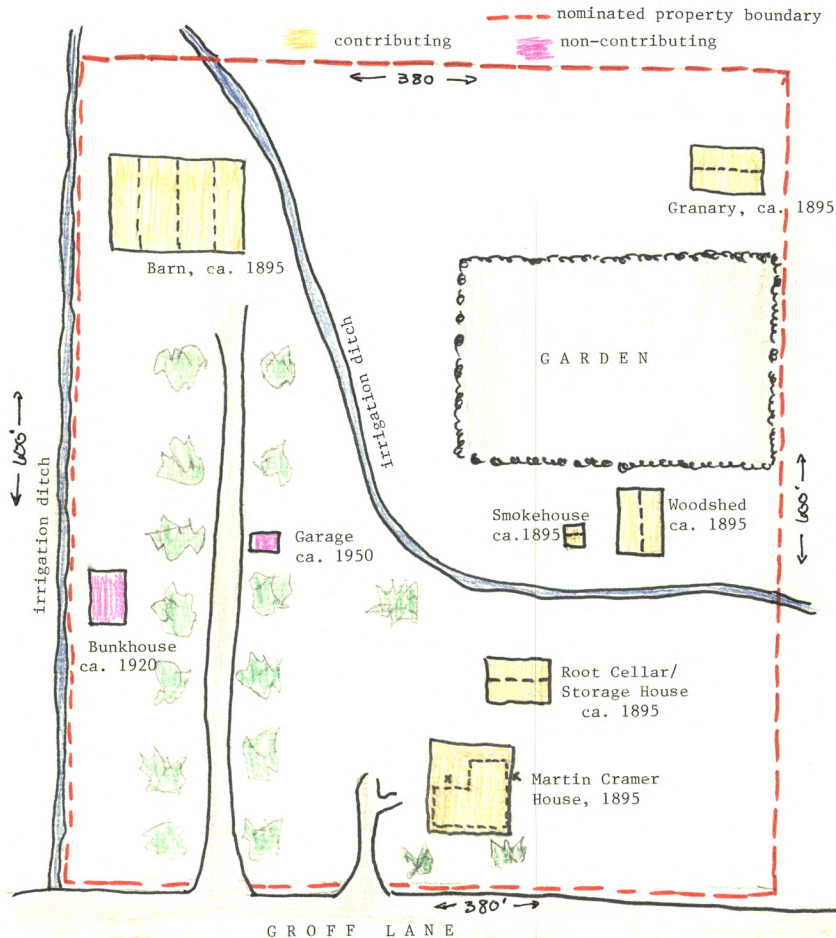 nominated property boundary
contributing
non-contributing
380
Granary, ca. 1895
Barn, ca. 1895
GARDEN
irrigation ditch
600'
irrigation ditch
600'
Smokehouse
ca.1895
Woodshed
ca. 1895
Garage
ca. 1950
Bunkhouse
ca. 1920
Root Cellar/
Storage House
ca. 1895
Martin Cramer
House, 1895
x
x
380'
GROFF LANE